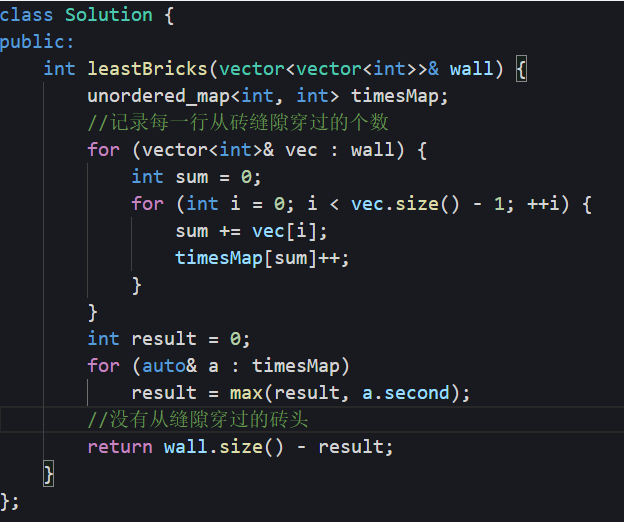 class Solution {
public:
    int leastBricks(vector<vector<int>>& wall) {
        unordered_map<int, int> timesMap;
        //记录每一行从砖缝隙穿过的个数
        for (vector<int>& vec : wall) {
            int sum = 0;
            for (int i = 0; i < vec.size() - 1; ++i) {
                sum += vec[i];
                timesMap[sum]++;
            }
        }
        int result = 0;
        for (auto& a : timesMap)
            result = max(result, a.second);
        //没有从缝隙穿过的砖头
        return wall.size() - result;
    }
};